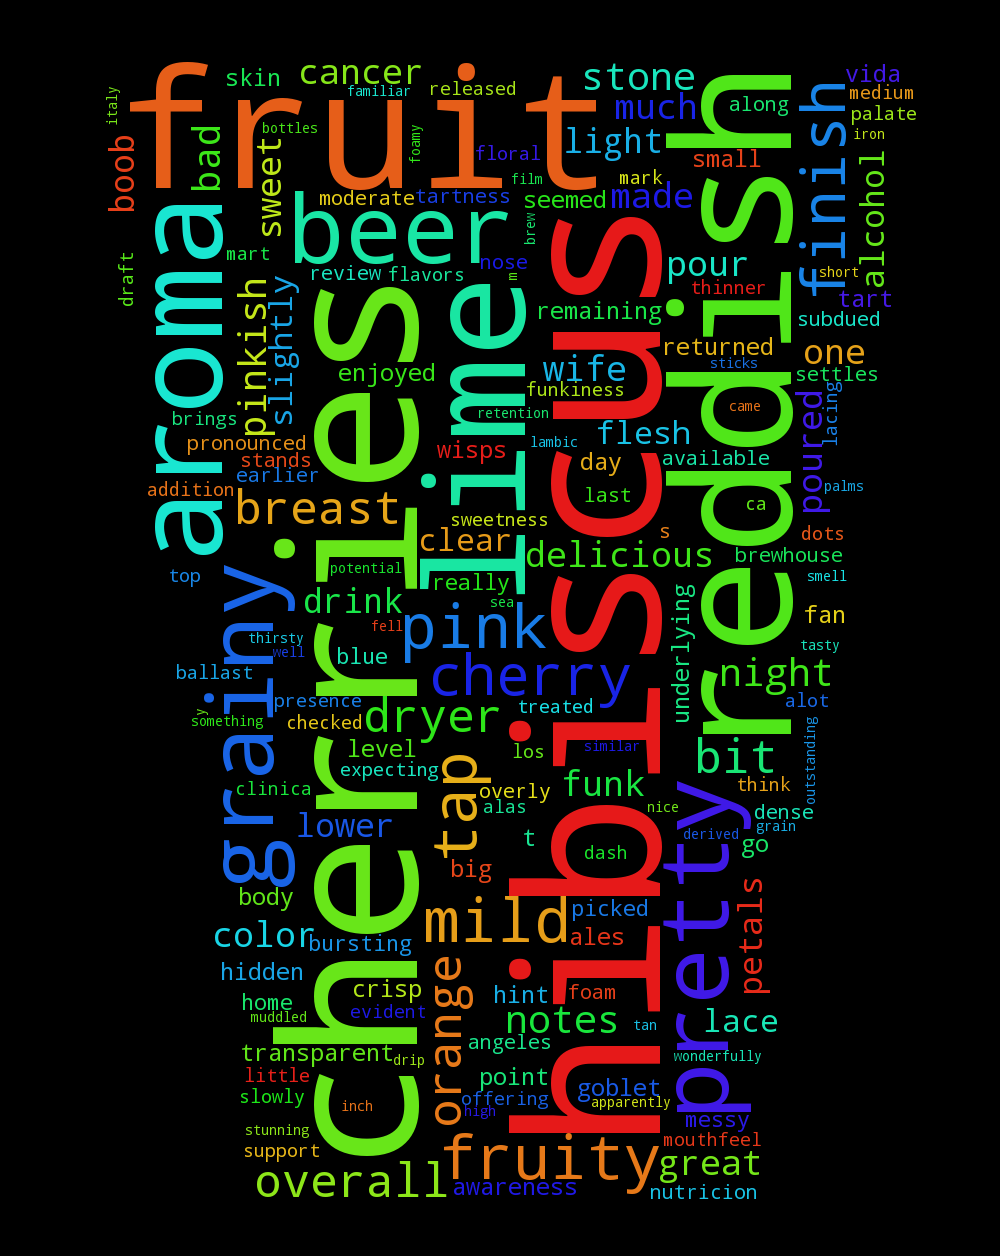 fruit
cancer
skin
familiar
released
stone
much
along
vida
medium
palate
iron
italy
boob
bad
sweet
bottles
foamy
floral
light
small
finish
alcohol
film
mark
moderate
tartness
seemed
made
aroma
beer
brew
nose
mart
review
flavors
m
pour
thinner
short
tart
draft
pinkish
slightly
cherries
lime
hibiscus
reddish
remaining
subdued
returned
one
settles
enjoyed
wife
sticks
funkiness
brings
retention
came
poured
lacing
pronounced
stands
wisps
lambic
flesh
available
earlier
day
addition
last
palms
breast
sweetness
ca
s
clear
dots
delicious
brewhouse
top
potential
really
smell
drink
sea
underlying
fan
grainy
thirsty
fell
pink
tasty
well
blue
cherry
night
ballast
presence
treated
alot
y
something
checked
dryer
similar
bit
outstanding
level
los
expecting
tap
funk
think
clinica
overly
alas
nice
dense
lower
t
derived
grain
go
dash
big
pretty
body
mild
picked
petals
color
bursting
ales
hidden
orange
crisp
hint
foam
home
muddled
evident
notes
tan
lace
angeles
transparent
drip
wonderfully
little
point
goblet
slowly
offering
apparently
inch
high
messy
stunning
support
fruity
mouthfeel
great
overall
awareness
nutricion